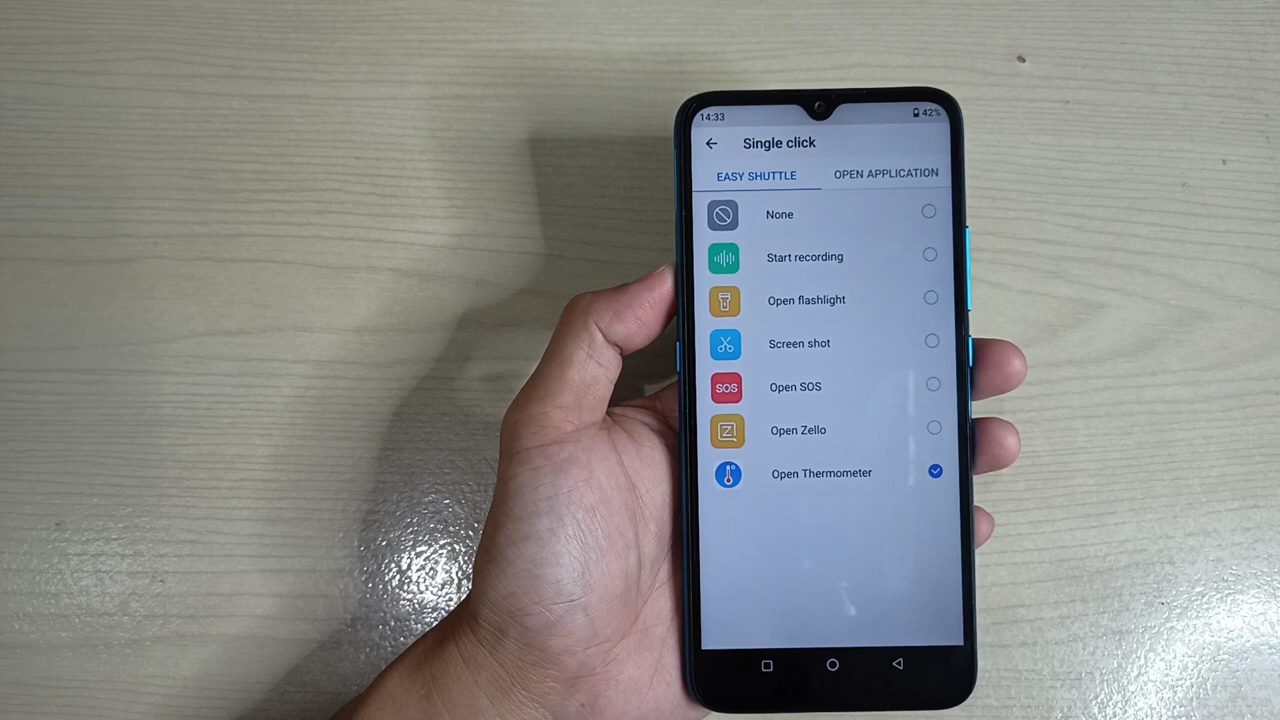 14:33
42%
Single click
EASY SHUTTLE
OPEN APPLICATION
None
Start recording
Open flashlight
Screen shot
SOS
Open SOS
Z
Open Zello
Open Thermometer